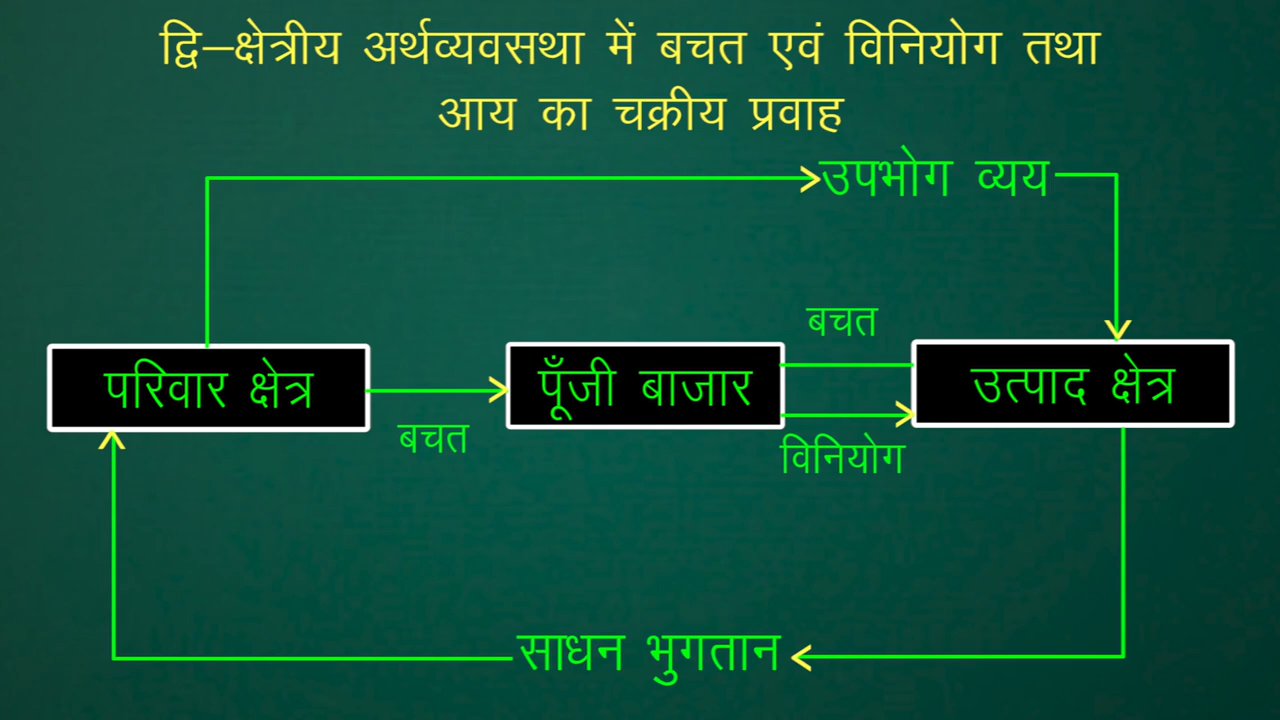 द्वि–क्षेत्रीय अर्थव्यवसथा में बचत एवं विनियोग तथा
आय का चक्रीय प्रवाह
उपभोग व्यय
बचत
परिवार क्षेत्र
पूँजी बाजार
उत्पाद क्षेत्र
बचत
विनियोग
साधन भुगतान